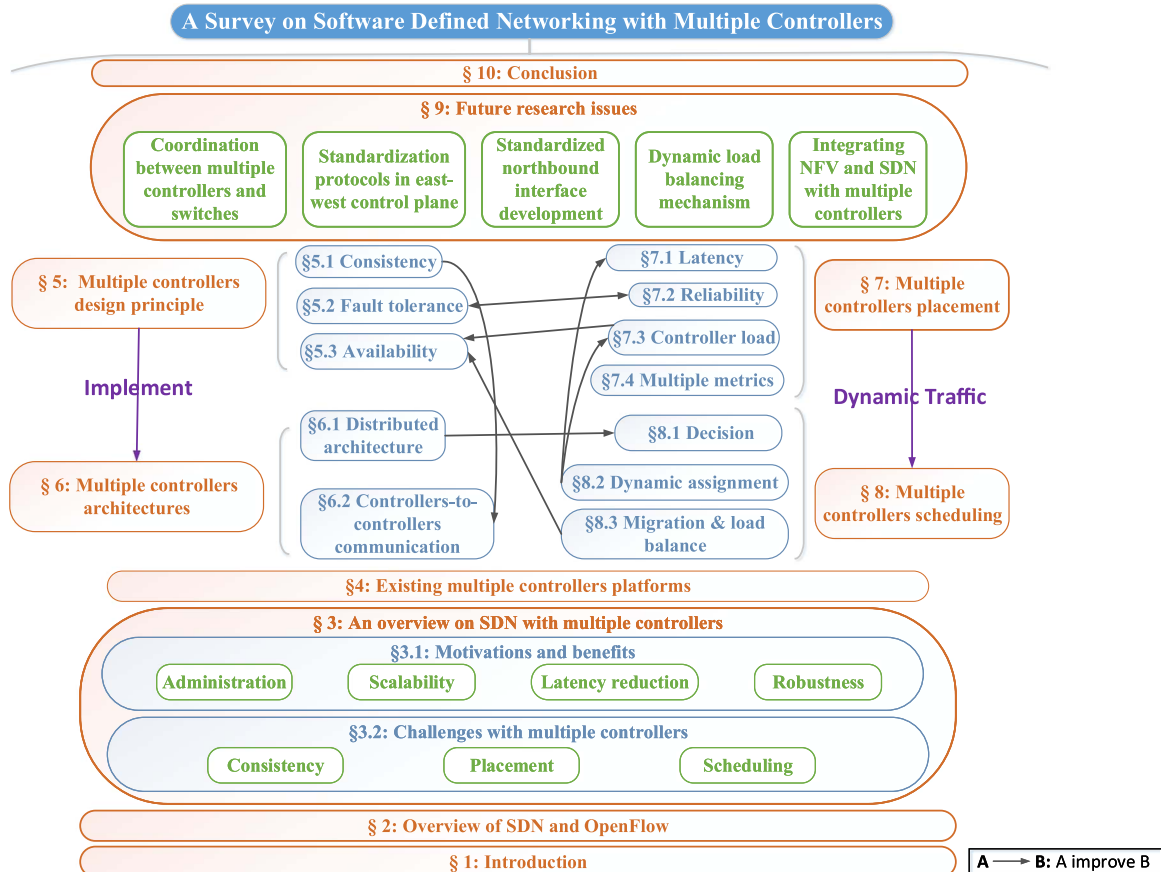 A Survey on Software Defined Networking with Multiple Controllers
§ 10: Conclusion
§ 9: Future research issues
Coordination
between multiple
controllers and
switches
Standardization
protocols in east-
west control plane
Standardized
northbound
interface
development
Dynamic load
balancing
mechanism
Integrating
NFV and SDN
with multiple
controllers
§ 5: Multiple controllers
design principle
Implement
§ 6: Multiple controllers
architectures
§5.1 Consistency
§5.2 Fault tolerance
§5.3 Availability
§6.1 Distributed
architecture
§6.2 Controllers-to-
controllers
communication
§7.1 Latency
§7.2 Reliability
§7.3 Controller load
§7.4 Multiple metrics
§8.1 Decision
§8.2 Dynamic assignment
§8.3 Migration & load
balance
§ 7: Multiple
controllers placement
Dynamic Traffic
§ 8: Multiple
controllers scheduling
§4: Existing multiple controllers platforms
§ 3: An overview on SDN with multiple controllers
§3.1: Motivations and benefits
Administration
Scalability
Latency reduction
Robustness
§3.2: Challenges with multiple controllers
Consistency
Placement
Scheduling
§ 2: Overview of SDN and OpenFlow
§ 1: Introduction
A B: A improve B